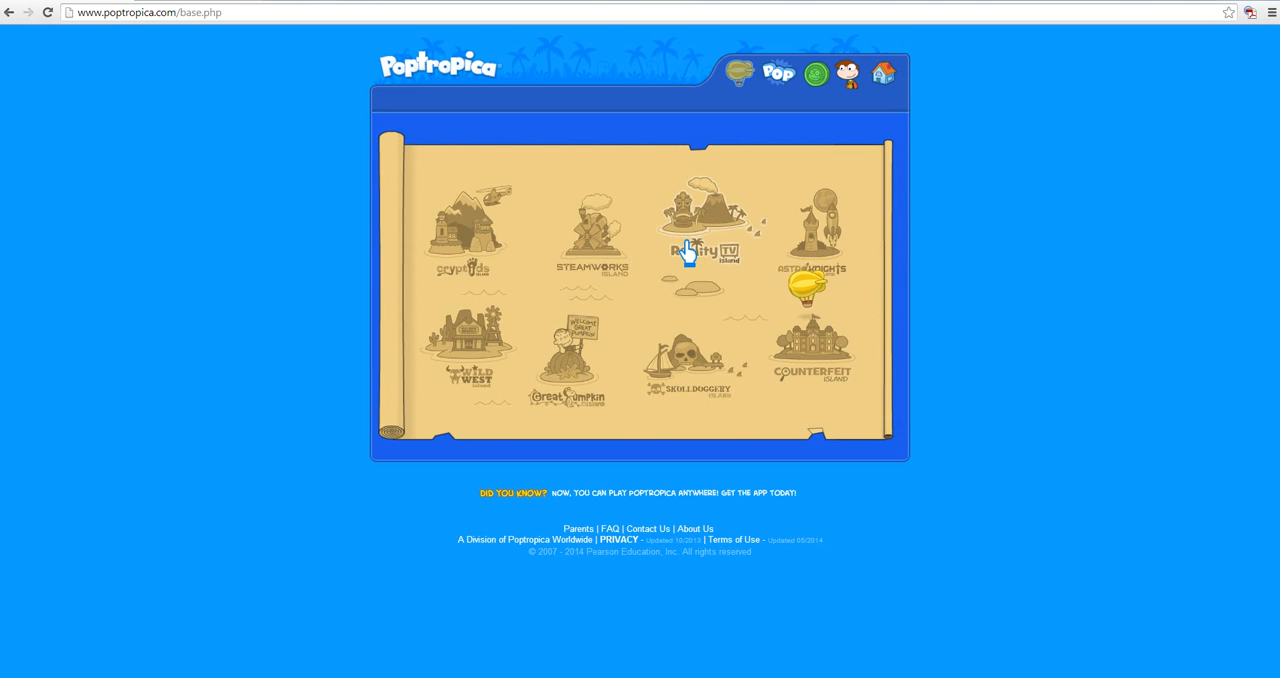 www.poptropica.com/base.php
Poptropica
POP
cryptids ISLAND
STEAMWORKS ISLAND
Reality TV Island
ASTRO KNIGHTS
WILD WEST Island
WELCOME GREAT PUMPKIN
Great Pumpkin Island
SKULLDUGGERY ISLAND
COUNTERFEIT ISLAND
DID YOU KNOW? NOW, YOU CAN PLAY POPTROPICA ANYWHERE! GET THE APP TODAY!
Parents | FAQ | Contact Us | About Us
A Division of Poptropica Worldwide | PRIVACY - Updated 10/2013 | Terms of Use - Updated 05/2014
© 2007 - 2014 Pearson Education, Inc. All rights reserved